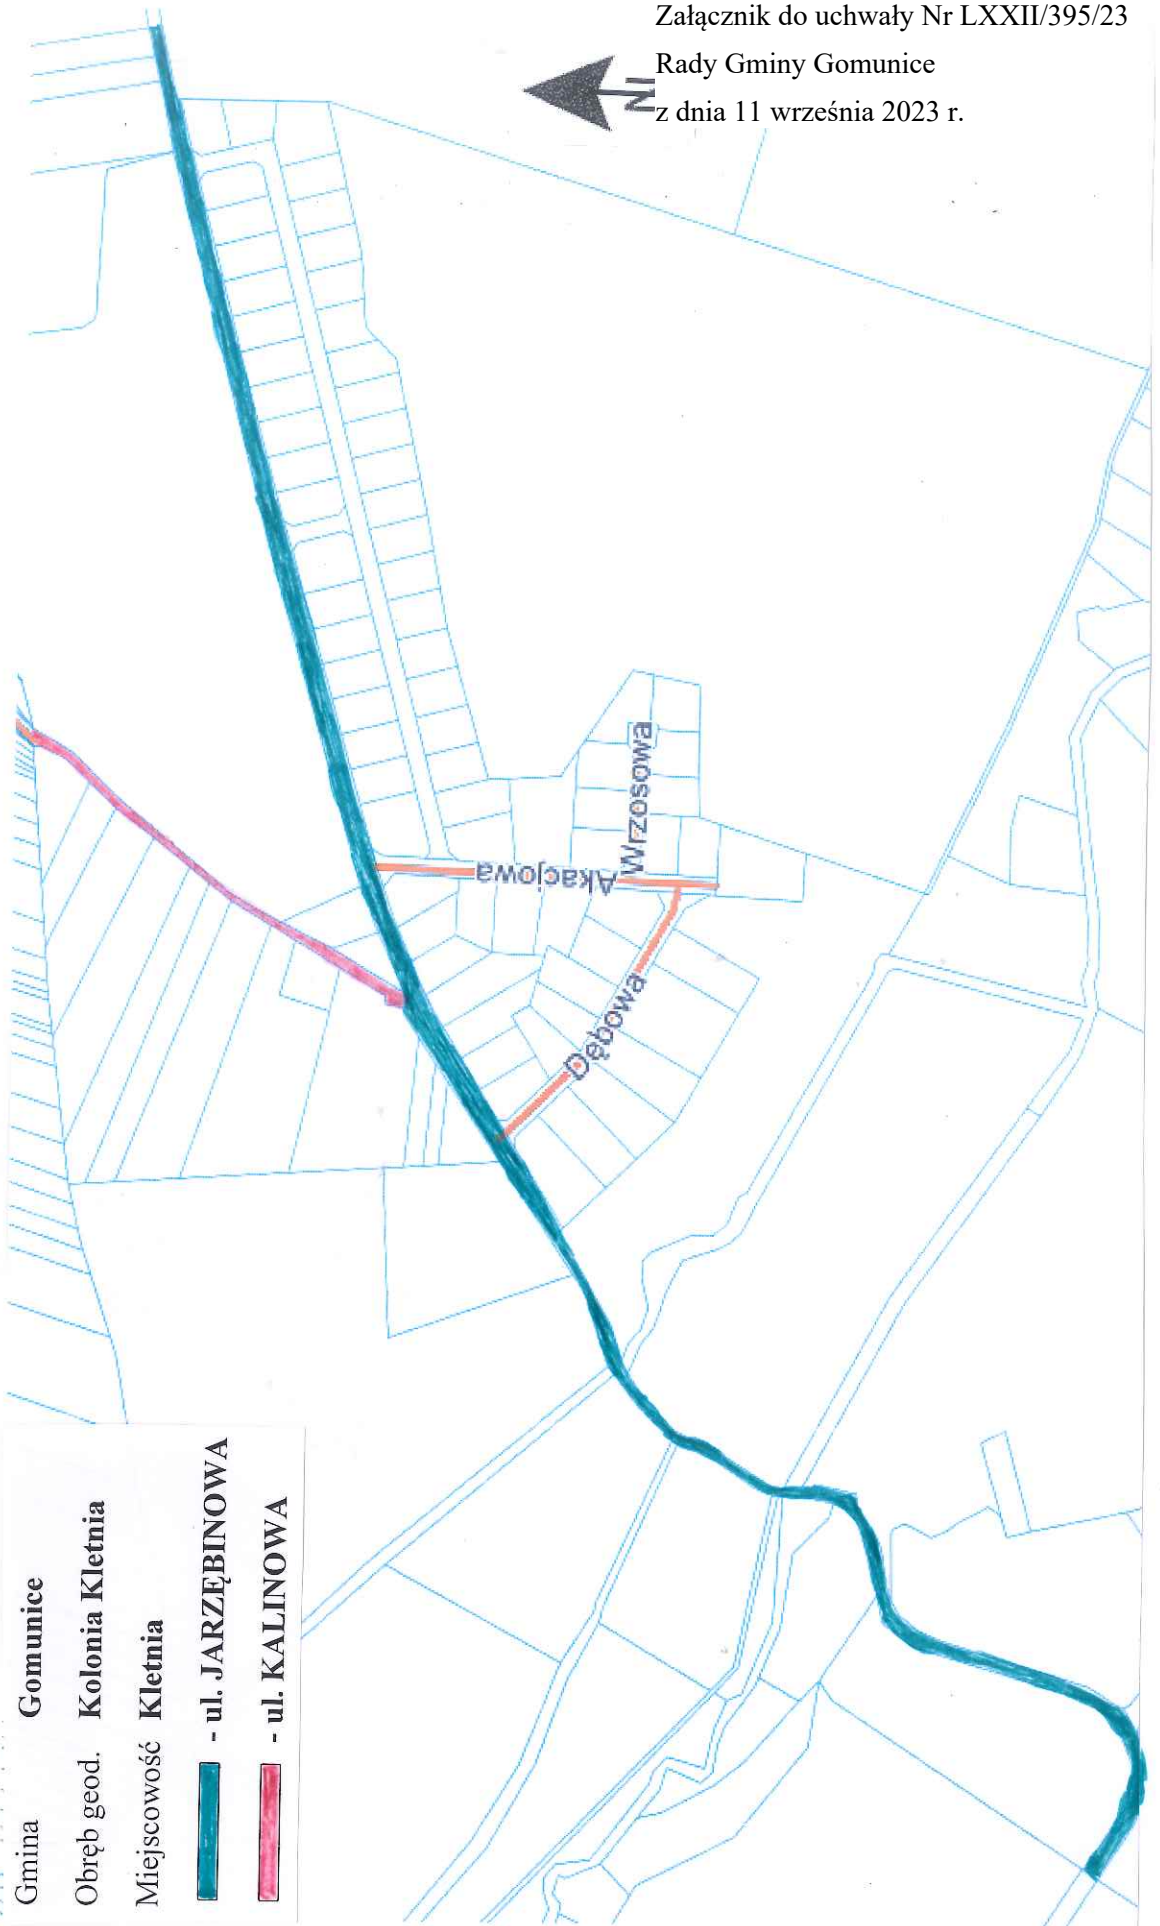 Załącznik do uchwały Nr LXXII/395/23
Rady Gminy Gomunice
z dnia 11 września 2023 r.
N
Wrzosowa
Akacjowa
Dębowa
Gmina Gomunice
Obręb geod. Kolonia Kletnia
Miejscowość Kletnia
- ul. JARZĘBINOWA
- ul. KALINOWA